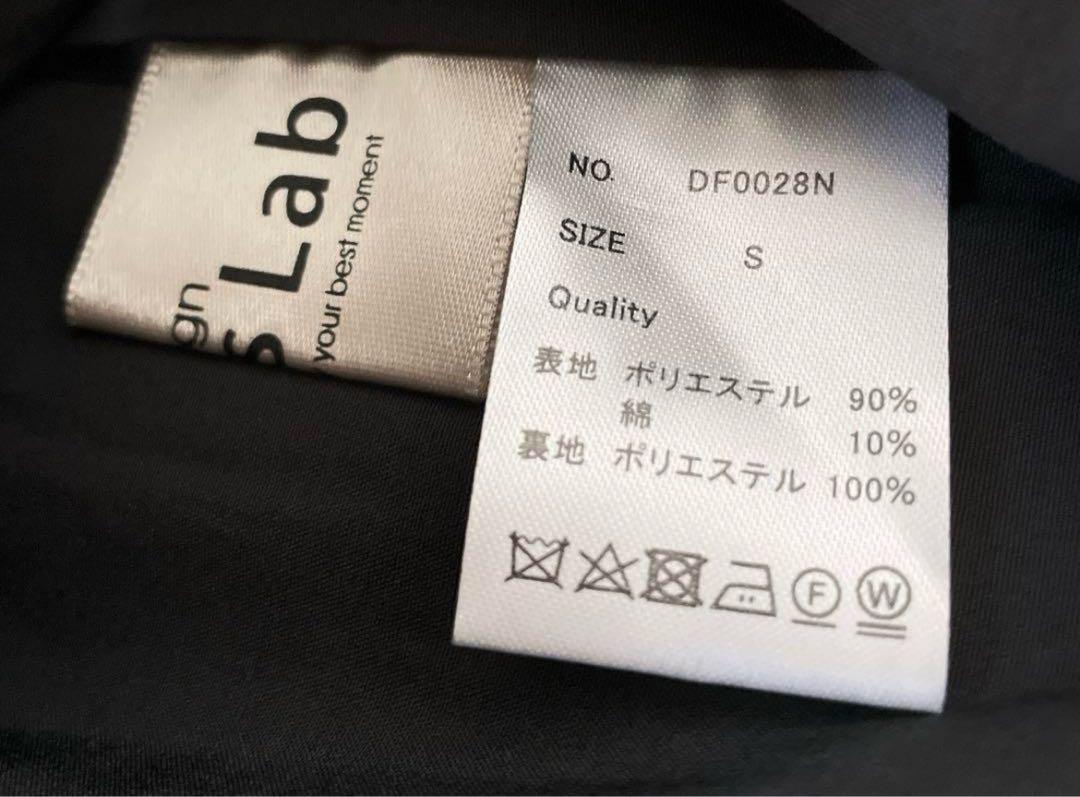 gn
s Lab
your best moment
NO. DF0028N
SIZE S
Quality
表地 ポリエステル 90%
綿 10%
裏地 ポリエステル 100%
F W